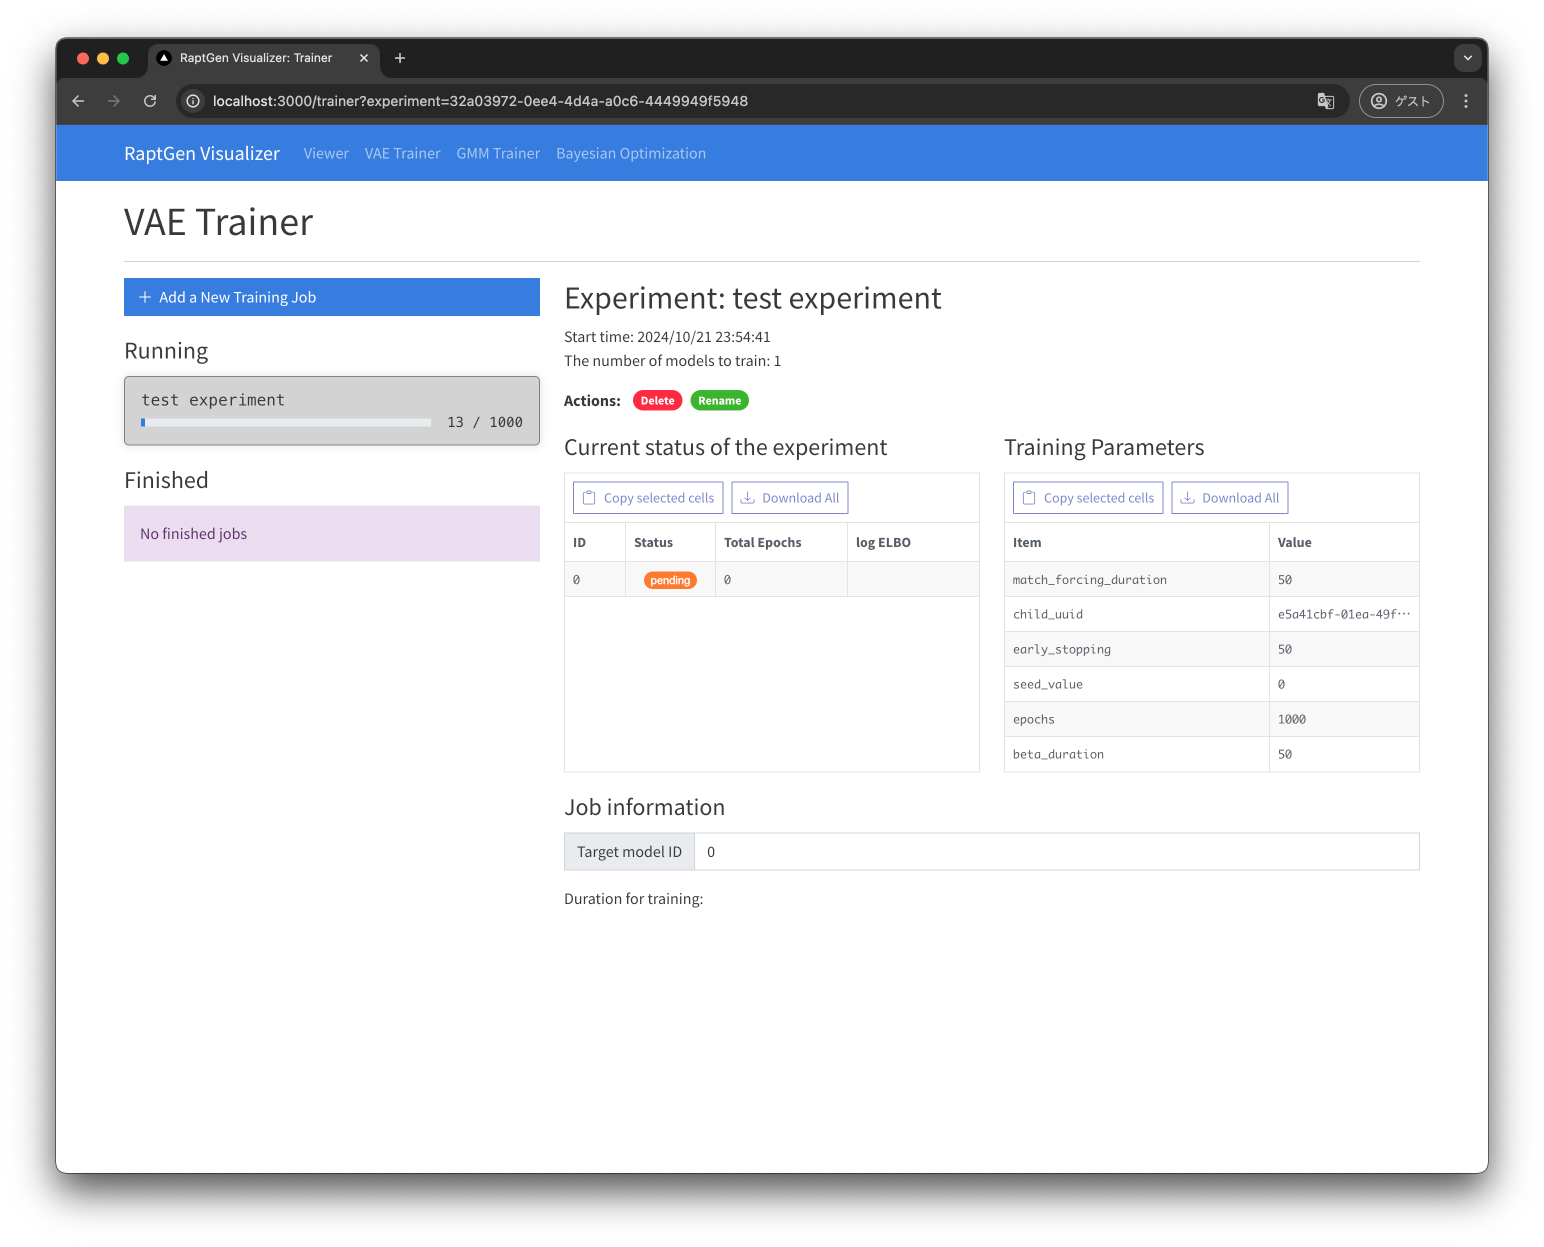 RaptGen Visualizer: Trainer
localhost:3000/trainer?experiment=32a03972-0ee4-4d4a-a0c6-4449949f5948
ゲスト
RaptGen Visualizer Viewer VAE Trainer GMM Trainer Bayesian Optimization
VAE Trainer
Add a New Training Job
Running
test experiment
13 / 1000
Finished
No finished jobs
Experiment: test experiment
Start time: 2024/10/21 23:54:41
The number of models to train: 1
Actions: Delete Rename
Current status of the experiment
Copy selected cells Download All
ID Status Total Epochs log ELBO
0 pending 0
Training Parameters
Copy selected cells Download All
Item Value
match_forcing_duration 50
child_uuid e5a41cbf-01ea-49f…
early_stopping 50
seed_value 0
epochs 1000
beta_duration 50
Job information
Target model ID 0
Duration for training: